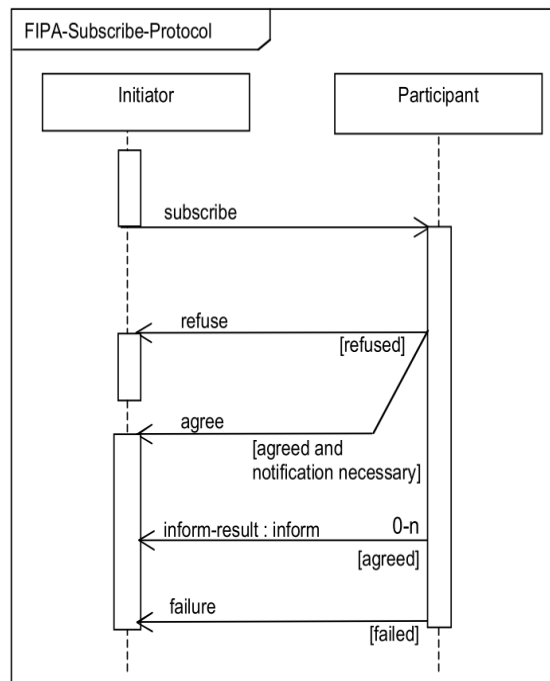 FIPA-Subscribe-Protocol
Initiator
Participant
subscribe
refuse
[refused]
agree
[agreed and
notification necessary]
inform-result : inform
0-n
[agreed]
failure
[failed]